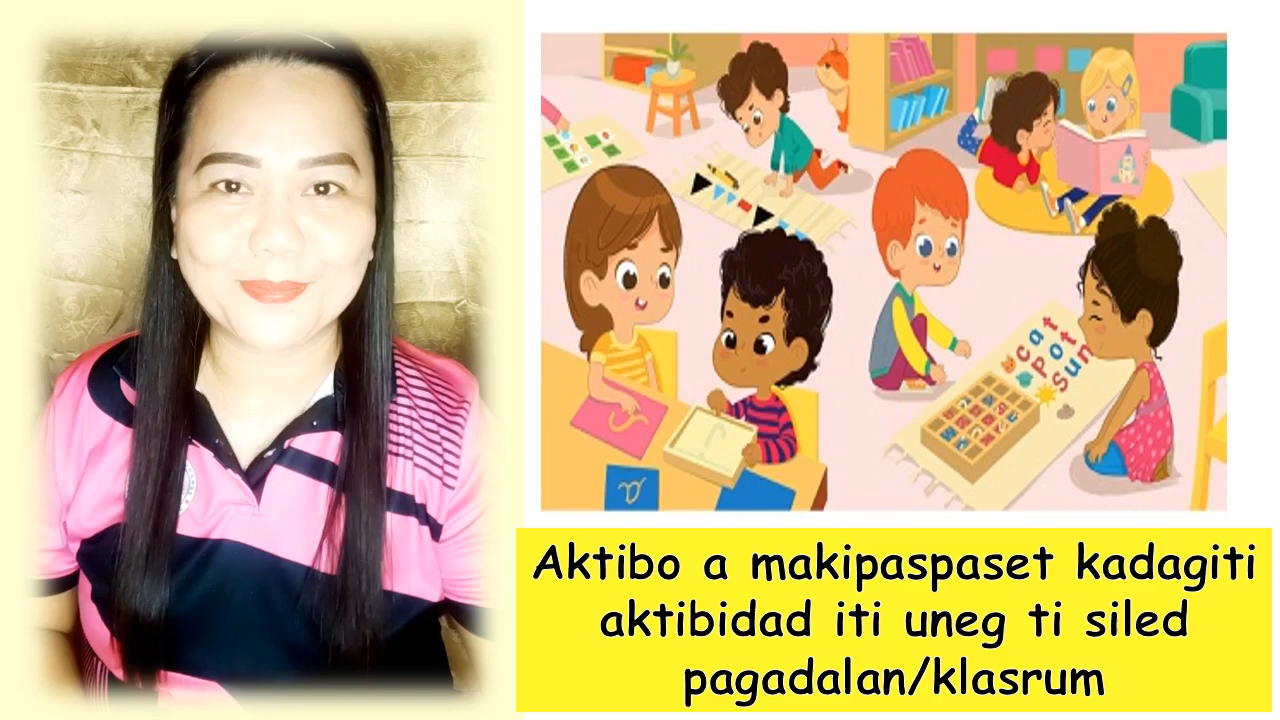 cat
pot
sun
Aktibo a makipaspaset kadagiti
aktibidad iti uneg ti siled
pagadalan/klasrum